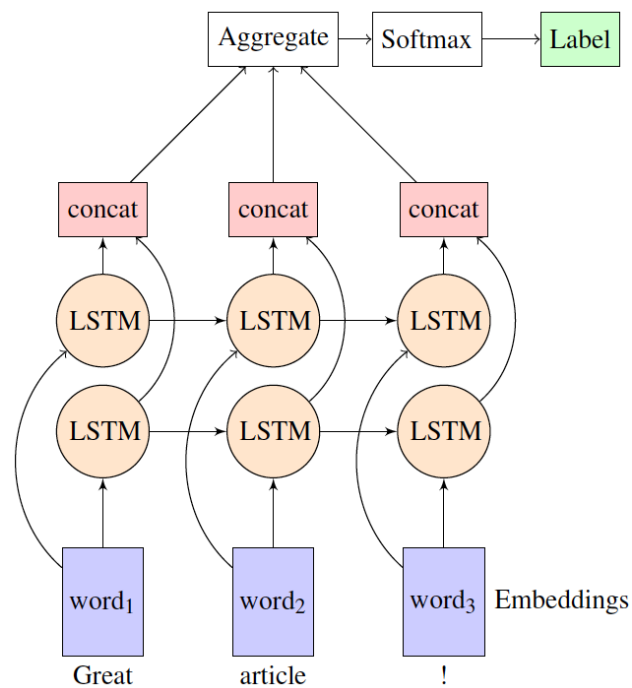 Aggregate Softmax Label
concat concat concat
LSTM LSTM LSTM
LSTM LSTM LSTM
word₁ word₂ word₃ Embeddings
Great article !